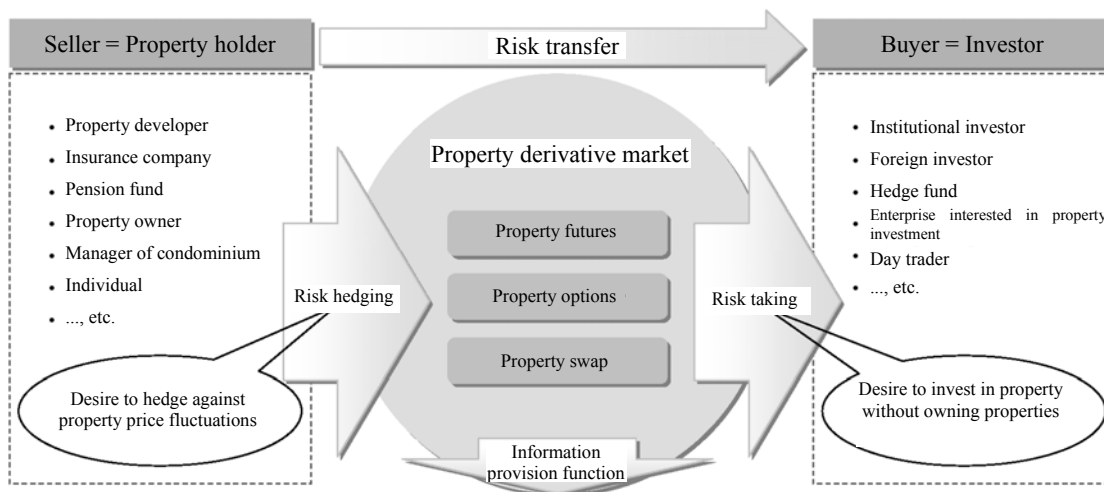 Seller = Property holder
Risk transfer
Buyer = Investor
• Property developer
• Insurance company
• Pension fund
• Property owner
• Manager of condominium
• Individual
• ..., etc.
Risk hedging
Desire to hedge against
property price fluctuations
Property derivative market
Property futures
Property options
Property swap
Information
provision function
Risk taking
• Institutional investor
• Foreign investor
• Hedge fund
• Enterprise interested in property
investment
• Day trader
• ..., etc.
Desire to invest in property
without owning properties